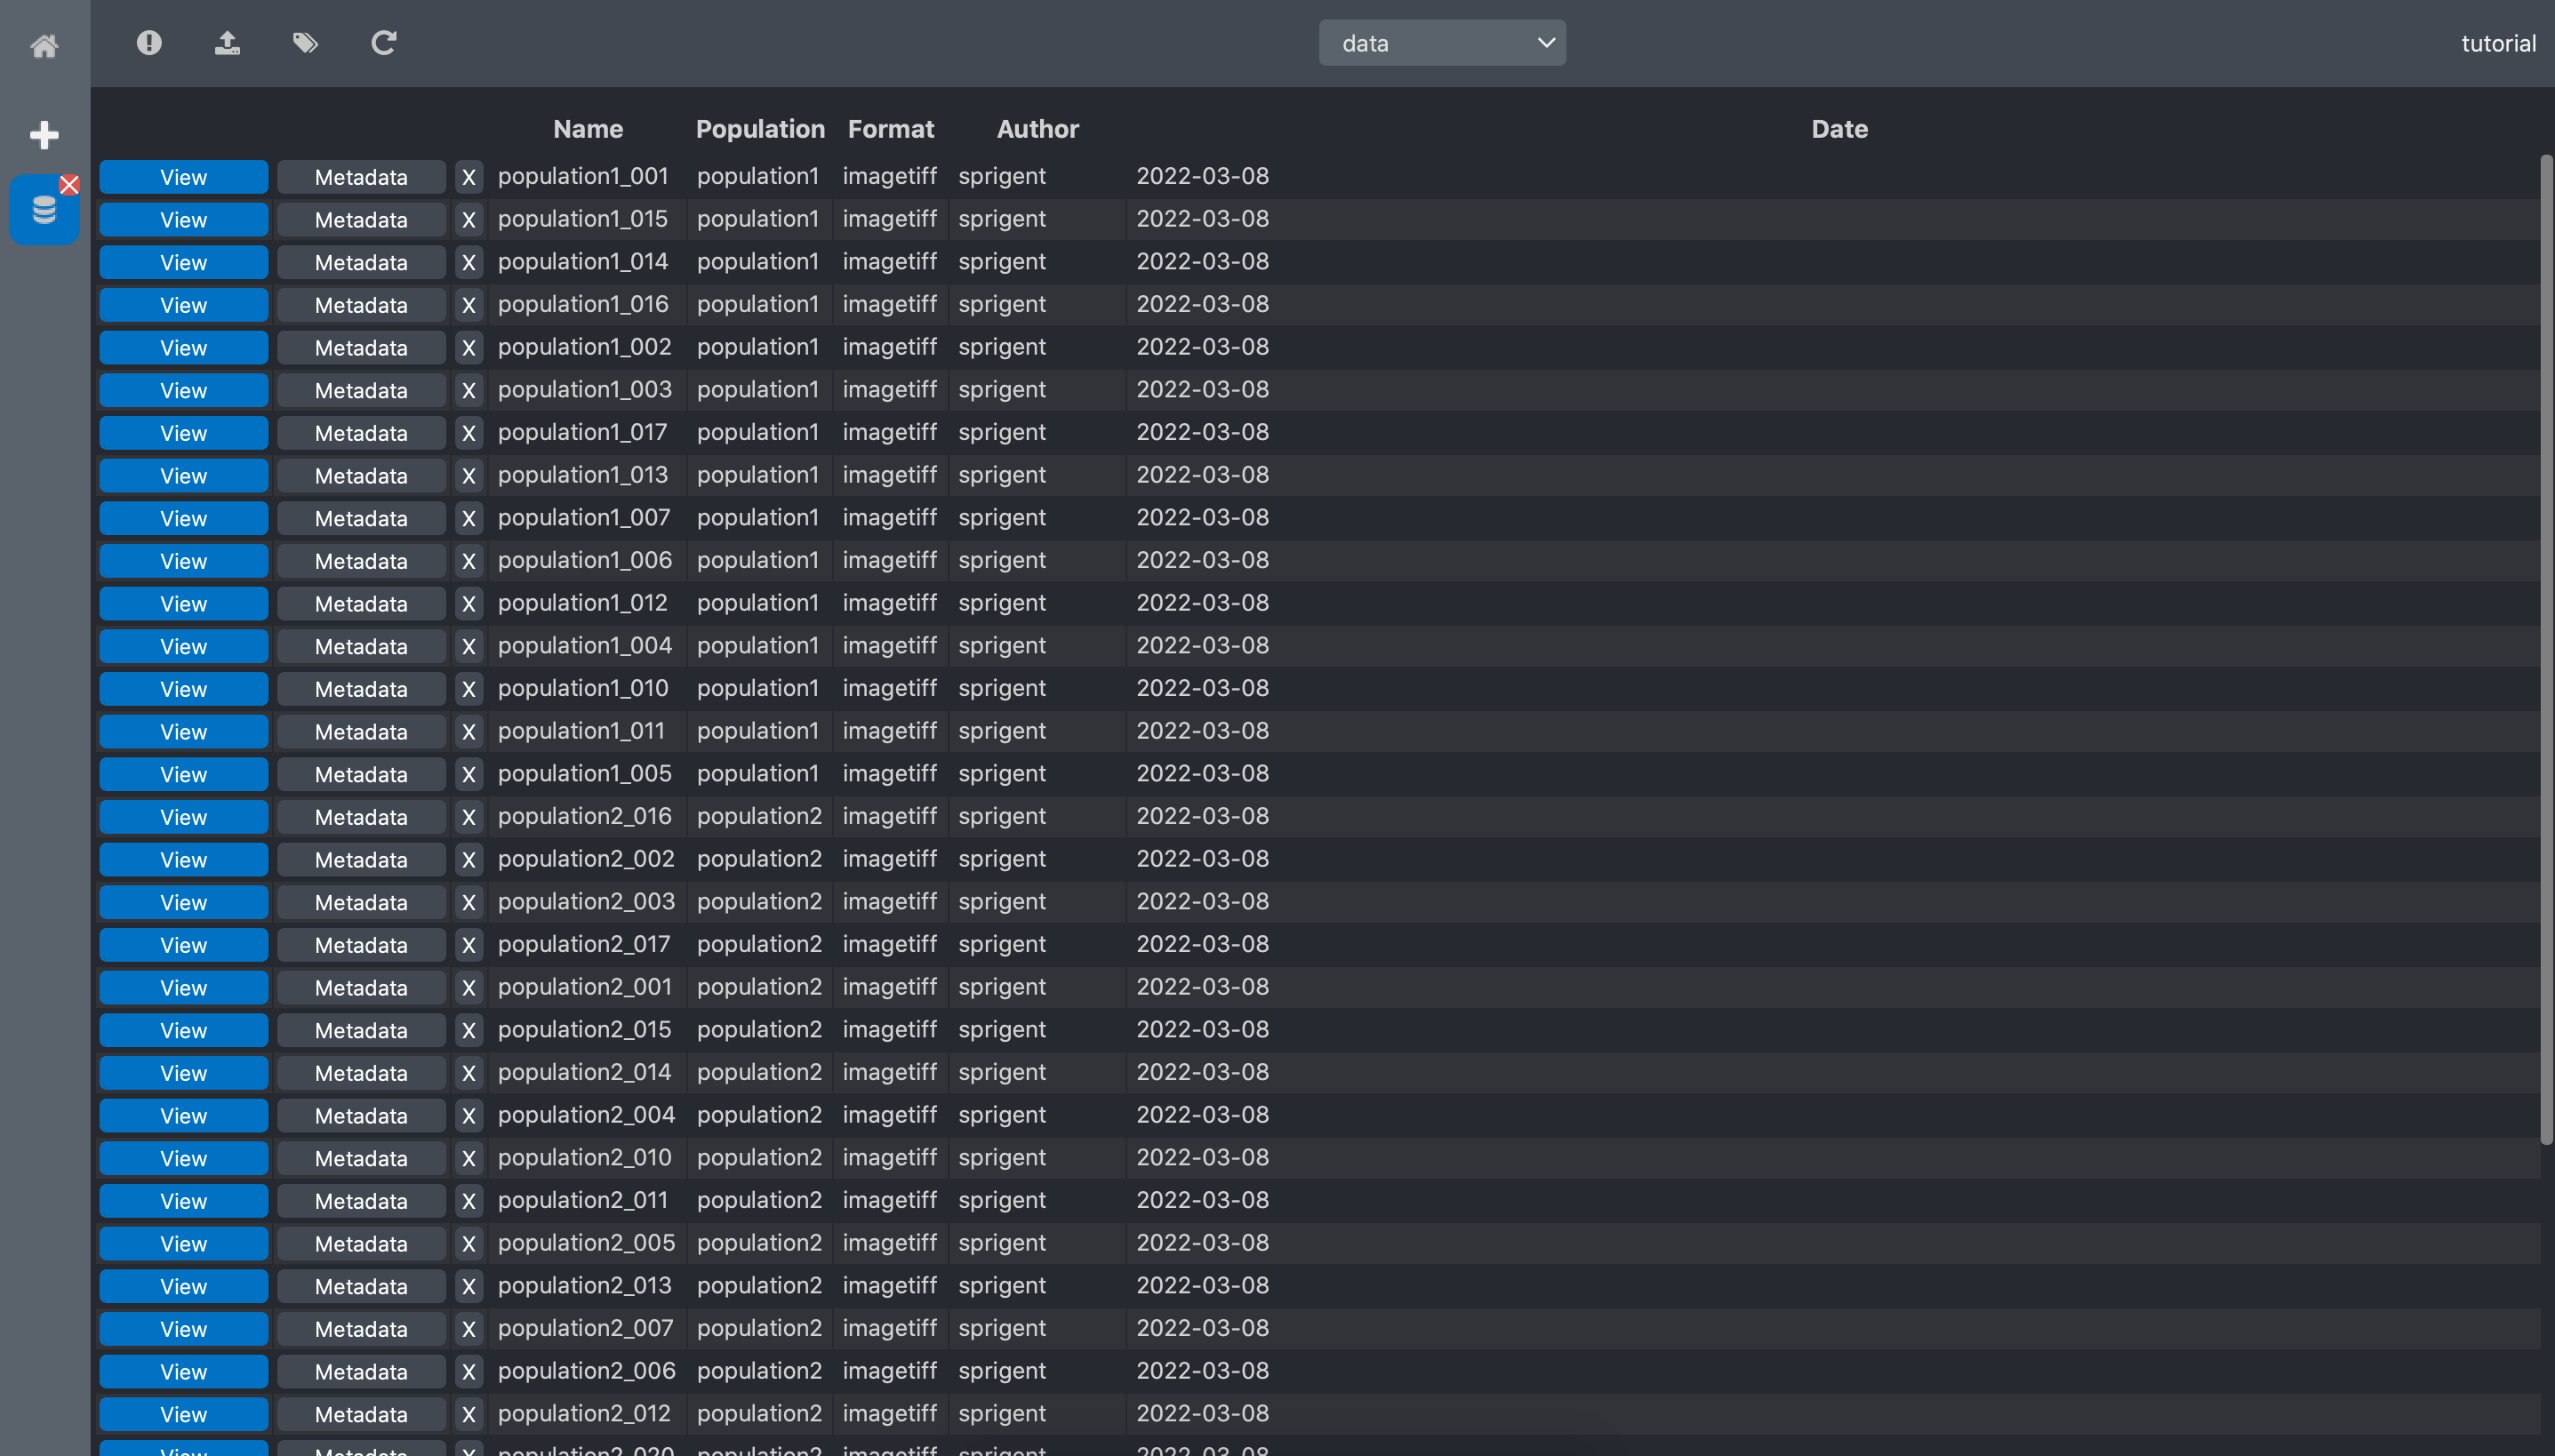 data tutorial
Name Population Format Author Date
View Metadata X population1_001 population1 imagetiff sprigent 2022-03-08
View Metadata X population1_015 population1 imagetiff sprigent 2022-03-08
View Metadata X population1_014 population1 imagetiff sprigent 2022-03-08
View Metadata X population1_016 population1 imagetiff sprigent 2022-03-08
View Metadata X population1_002 population1 imagetiff sprigent 2022-03-08
View Metadata X population1_003 population1 imagetiff sprigent 2022-03-08
View Metadata X population1_017 population1 imagetiff sprigent 2022-03-08
View Metadata X population1_013 population1 imagetiff sprigent 2022-03-08
View Metadata X population1_007 population1 imagetiff sprigent 2022-03-08
View Metadata X population1_006 population1 imagetiff sprigent 2022-03-08
View Metadata X population1_012 population1 imagetiff sprigent 2022-03-08
View Metadata X population1_004 population1 imagetiff sprigent 2022-03-08
View Metadata X population1_010 population1 imagetiff sprigent 2022-03-08
View Metadata X population1_011 population1 imagetiff sprigent 2022-03-08
View Metadata X population1_005 population1 imagetiff sprigent 2022-03-08
View Metadata X population2_016 population2 imagetiff sprigent 2022-03-08
View Metadata X population2_002 population2 imagetiff sprigent 2022-03-08
View Metadata X population2_003 population2 imagetiff sprigent 2022-03-08
View Metadata X population2_017 population2 imagetiff sprigent 2022-03-08
View Metadata X population2_001 population2 imagetiff sprigent 2022-03-08
View Metadata X population2_015 population2 imagetiff sprigent 2022-03-08
View Metadata X population2_014 population2 imagetiff sprigent 2022-03-08
View Metadata X population2_004 population2 imagetiff sprigent 2022-03-08
View Metadata X population2_010 population2 imagetiff sprigent 2022-03-08
View Metadata X population2_011 population2 imagetiff sprigent 2022-03-08
View Metadata X population2_005 population2 imagetiff sprigent 2022-03-08
View Metadata X population2_013 population2 imagetiff sprigent 2022-03-08
View Metadata X population2_007 population2 imagetiff sprigent 2022-03-08
View Metadata X population2_006 population2 imagetiff sprigent 2022-03-08
View Metadata X population2_012 population2 imagetiff sprigent 2022-03-08
View Metadata X population2_020 population2 imagetiff sprigent 2022-03-08